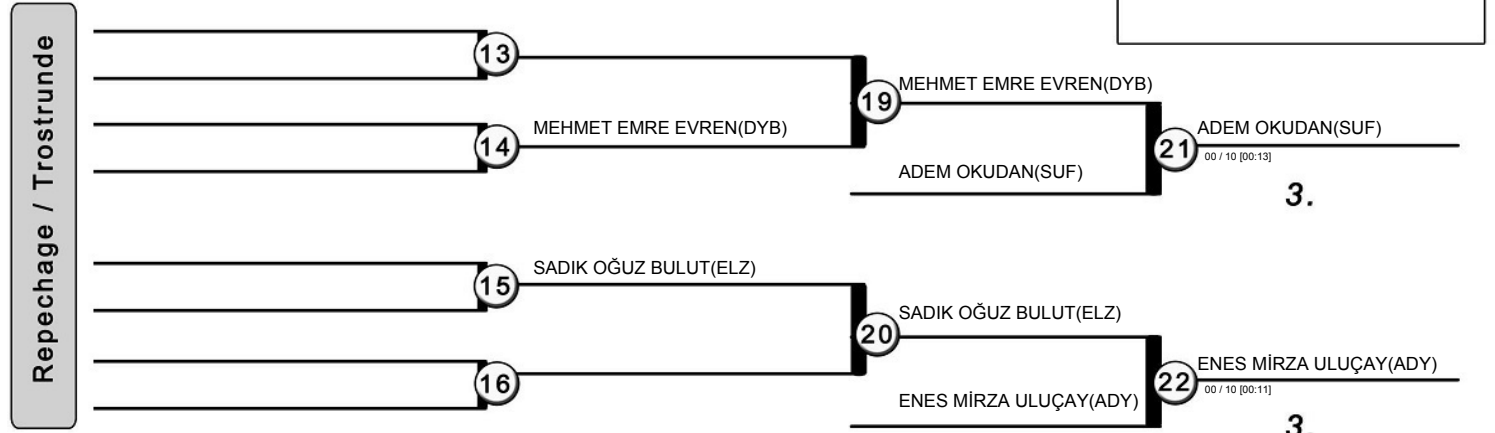 Repechage / Trostrunde
13
14
MEHMET EMRE EVREN(DYB)
19
MEHMET EMRE EVREN(DYB)
ADEM OKUDAN(SUF)
21
ADEM OKUDAN(SUF)
00 / 10 [00:13]
3.
15
SADIK OĞUZ BULUT(ELZ)
16
20
SADIK OĞUZ BULUT(ELZ)
ENES MİRZA ULUÇAY(ADY)
22
ENES MİRZA ULUÇAY(ADY)
00 / 10 [00:11]
3.